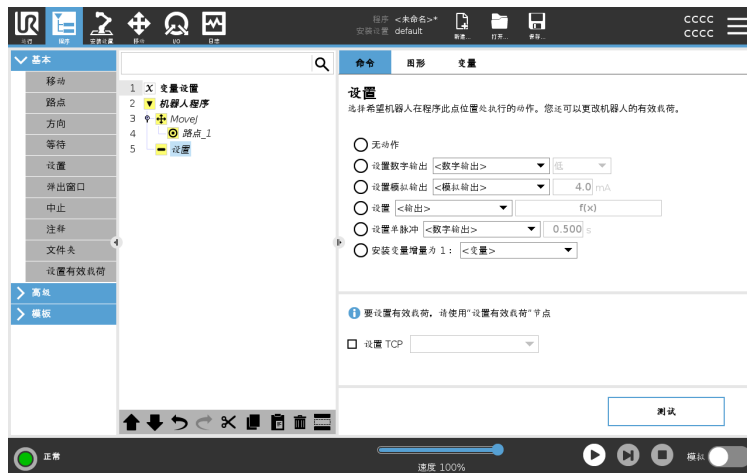 UR
程序 <未命名>*
安装设置 default
运行 程序 安装设置 移动 I/O 日志 新建... 打开... 保存...
CCCC
CCCC
基本
移动
路点
方向
等待
设置
弹出窗口
中止
注释
文件夹
设置有效载荷
高级
模板
1 X 变量设置
2 机器人程序
3 MoveJ
4 路点_1
5 设置
命令 图形 变量
设置
选择希望机器人在程序此点位置处执行的动作。您还可以更改机器人的有效载荷。
无动作
设置数字输出 <数字输出> 低
设置模拟输出 <模拟输出> 4.0 mA
设置 <输出> f(x)
设置单脉冲 <数字输出> 0.500 s
安装变量增量为 1： <变量>
要设置有效载荷，请使用“设置有效载荷”节点
设置 TCP
测试
正常
速度 100%
模拟